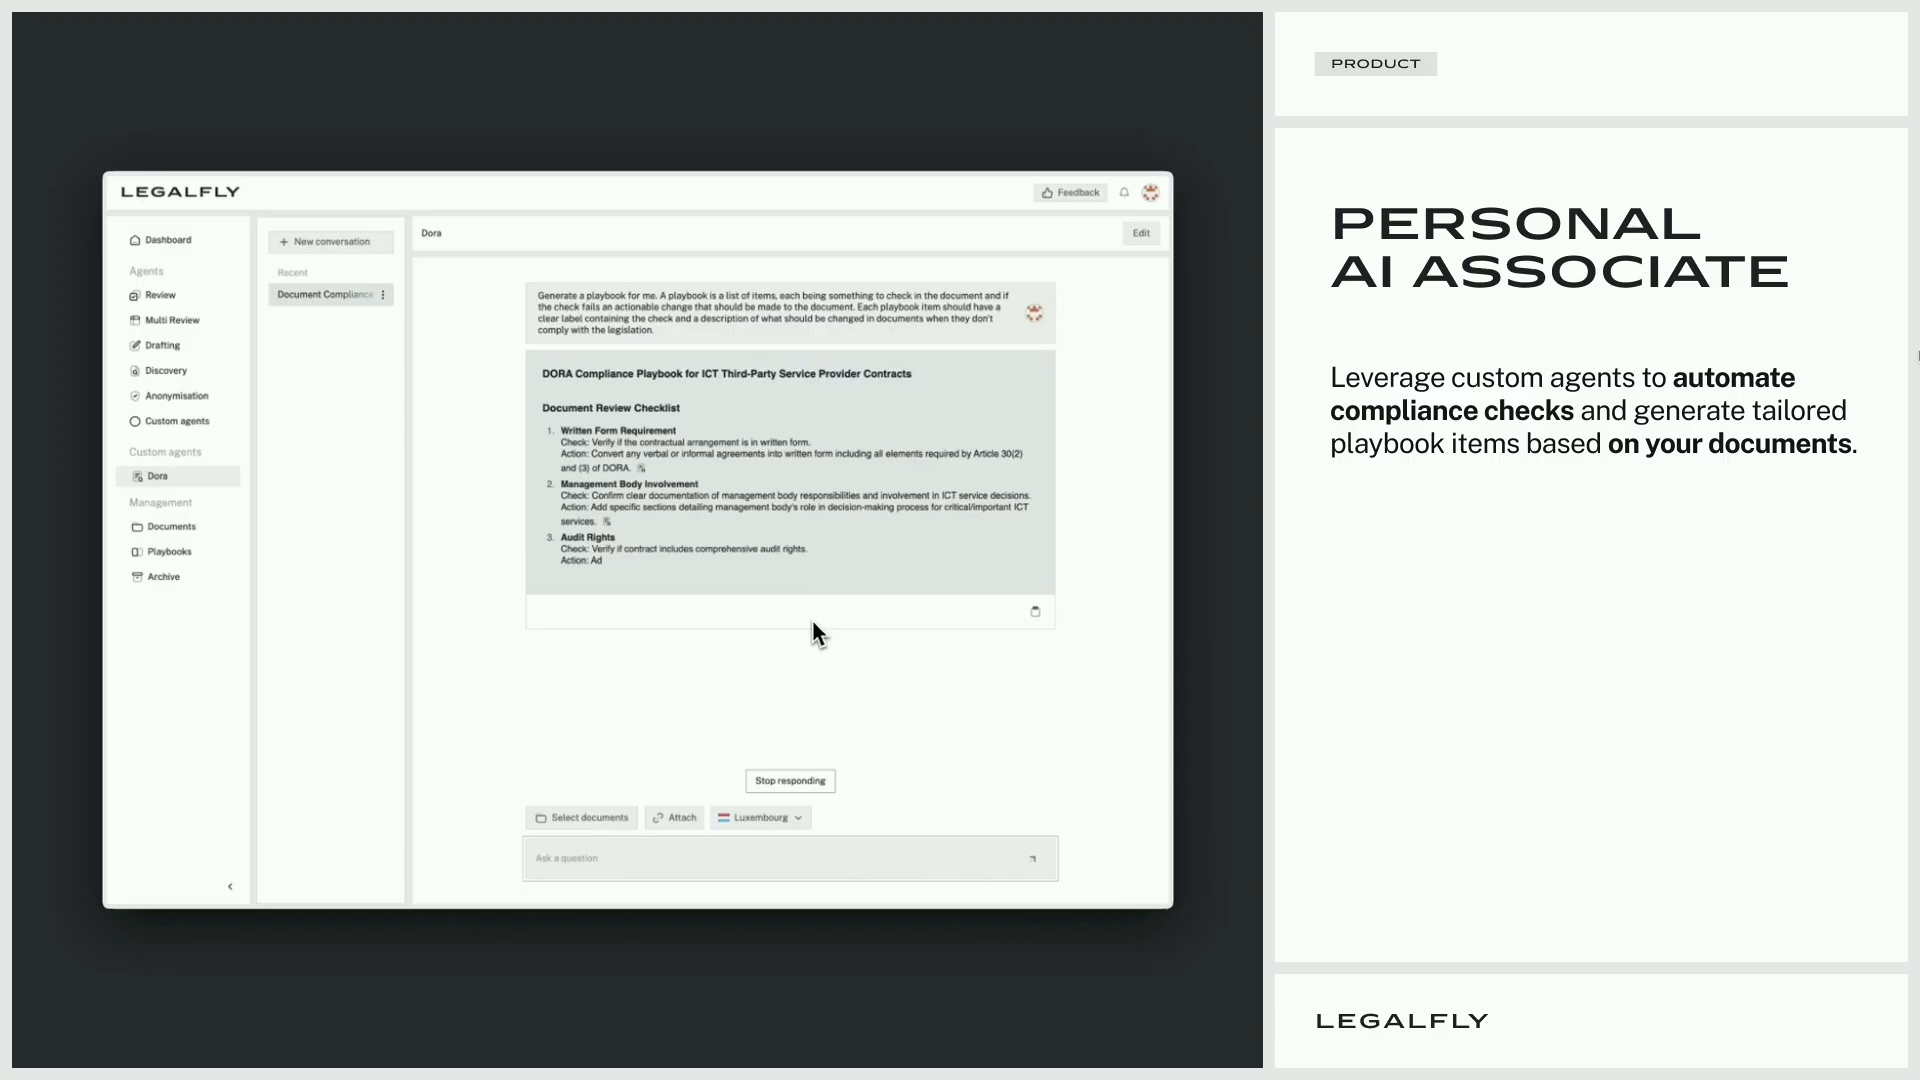 LEGALFLY
Feedback
Dashboard
Agents
Review
Multi Review
Drafting
Discovery
Anonymisation
Custom agents
Custom agents
Dora
Management
Documents
Playbooks
Archive
New conversation
Recent
Document Compliance
Dora
Edit
Generate a playbook for me. A playbook is a list of items, each being something to check in the document and if
the check fails an actionable change that should be made to the document. Each playbook item should have a
clear label containing the check and a description of what should be changed in documents when they don't
comply with the legislation.
DORA Compliance Playbook for ICT Third-Party Service Provider Contracts
Document Review Checklist
1. Written Form Requirement
Check: Verify if the contractual arrangement is in written form.
Action: Convert any verbal or informal agreements into written form including all elements required by Article 30(2)
and (3) of DORA.
2. Management Body Involvement
Check: Confirm clear documentation of management body responsibilities and involvement in ICT service decisions.
Action: Add specific sections detailing management body's role in decision-making process for critical/important ICT
services.
3. Audit Rights
Check: Verify if contract includes comprehensive audit rights.
Action: Ad
Stop responding
Select documents
Attach
Luxembourg
Ask a question
PRODUCT
PERSONAL
AI ASSOCIATE
Leverage custom agents to automate
compliance checks and generate tailored
playbook items based on your documents.
LEGALFLY